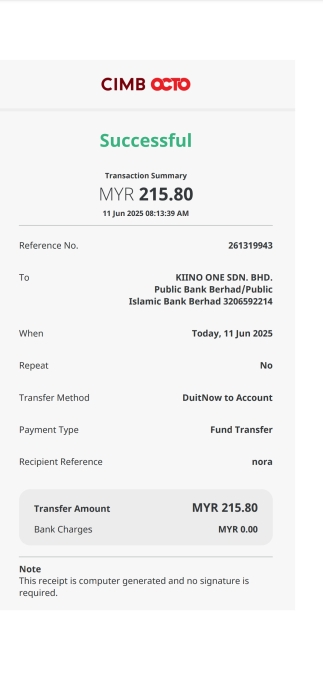 CIMB OCTO
Successful
Transaction Summary
MYR 215.80
11 Jun 2025 08:13:39 AM
Reference No. 261319943
To KIINO ONE SDN. BHD.
Public Bank Berhad/Public
Islamic Bank Berhad 3206592214
When Today, 11 Jun 2025
Repeat No
Transfer Method DuitNow to Account
Payment Type Fund Transfer
Recipient Reference nora
Transfer Amount MYR 215.80
Bank Charges MYR 0.00
Note
This receipt is computer generated and no signature is
required.